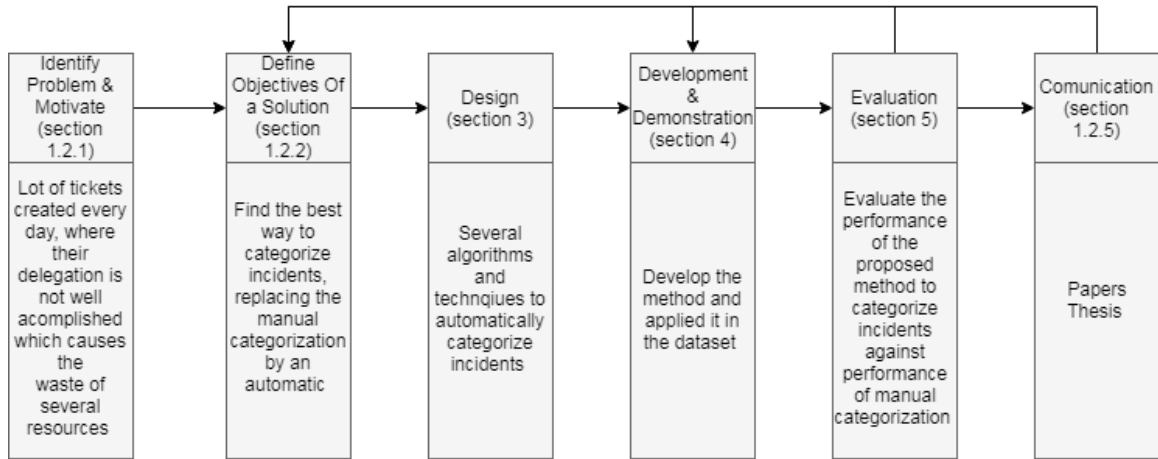 Identify
Problem &
Motivate
(section
1.2.1)
Define
Objectives Of
a Solution
(section
1.2.2)
Design
(section 3)
Development
&
Demonstration
(section 4)
Evaluation
(section 5)
Comunication
(section
1.2.5)
Lot of tickets
created every
day, where
their
delegation is
not well
acomplished
which causes
the
waste of
several
resources
Find the best
way to
categorize
incidents,
replacing the
manual
categorization
by an
automatic
Several
algorithms
and
technqiues to
automatically
categorize
incidents
Develop the
method and
applied it in
the dataset
Evaluate the
performance
of the
proposed
method to
categorize
incidents
against
performance
of manual
categorization
Papers
Thesis